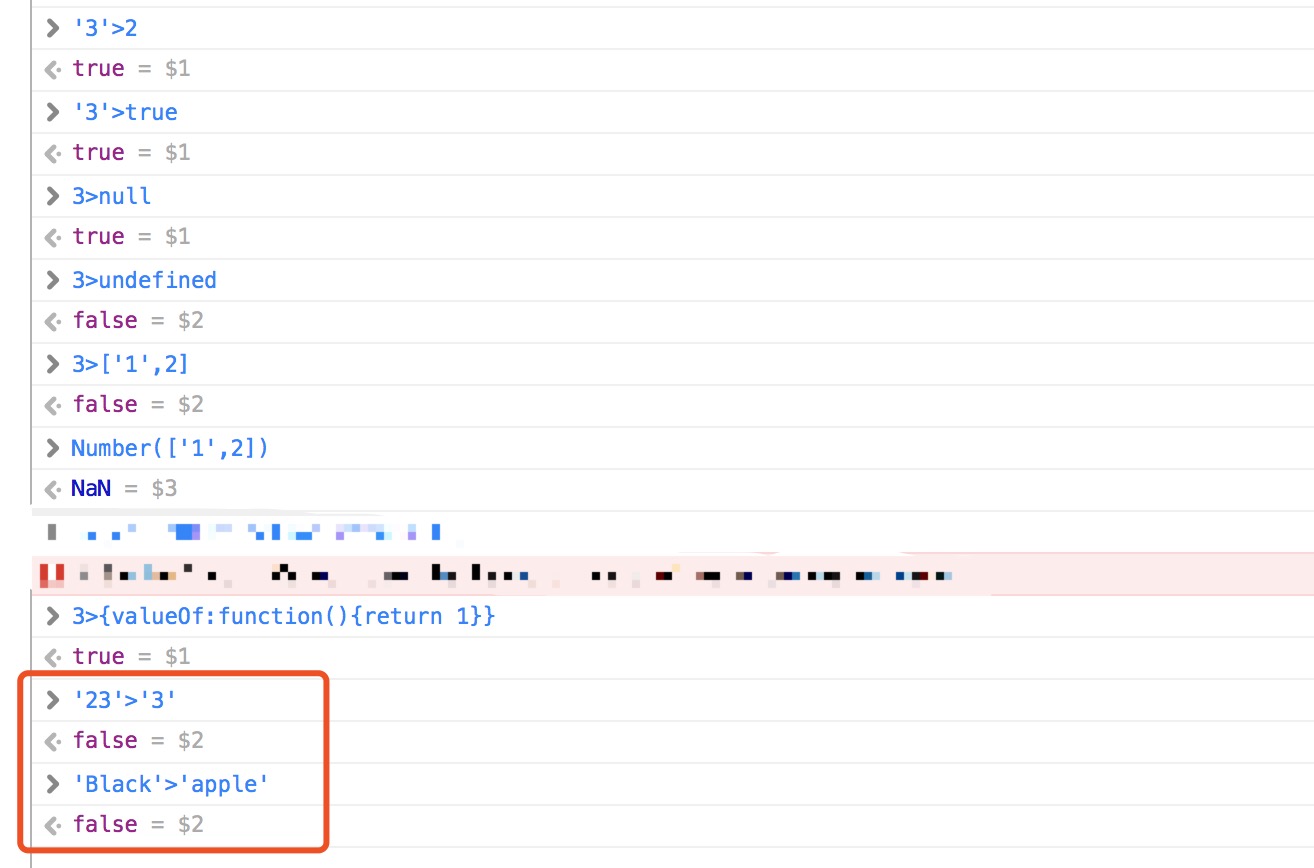 '3'>2
true = $1
'3'>true
true = $1
3>null
true = $1
3>undefined
false = $2
3>['1',2]
false = $2
Number(['1',2])
NaN = $3
3>{valueOf:function(){return 1}}
true = $1
'23'>'3'
false = $2
'Black'>'apple'
false = $2